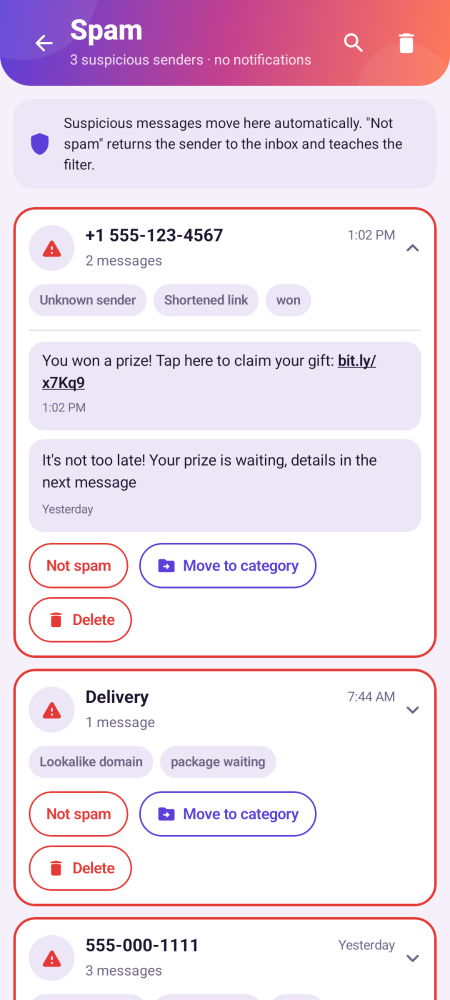 Spam
3 suspicious senders · no notifications
Suspicious messages move here automatically. "Not
spam" returns the sender to the inbox and teaches the
filter.
+1 555-123-4567
1:02 PM
2 messages
Unknown sender
Shortened link
won
You won a prize! Tap here to claim your gift: bit.ly/
x7Kq9
1:02 PM
It's not too late! Your prize is waiting, details in the
next message
Yesterday
Not spam
Move to category
Delete
Delivery
7:44 AM
1 message
Lookalike domain
package waiting
Not spam
Move to category
Delete
555-000-1111
Yesterday
3 messages